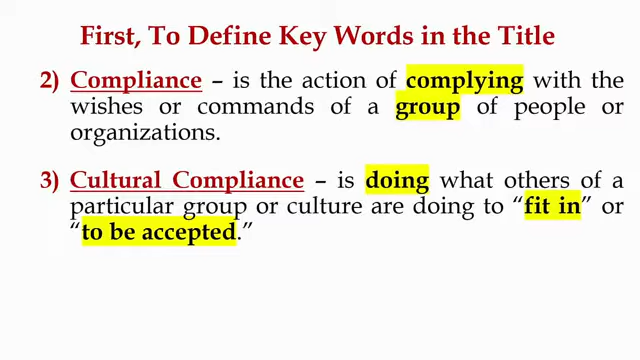 First, To Define Key Words in the Title
2) Compliance – is the action of complying with the
wishes or commands of a group of people or
organizations.
3) Cultural Compliance – is doing what others of a
particular group or culture are doing to “fit in” or
“to be accepted.”